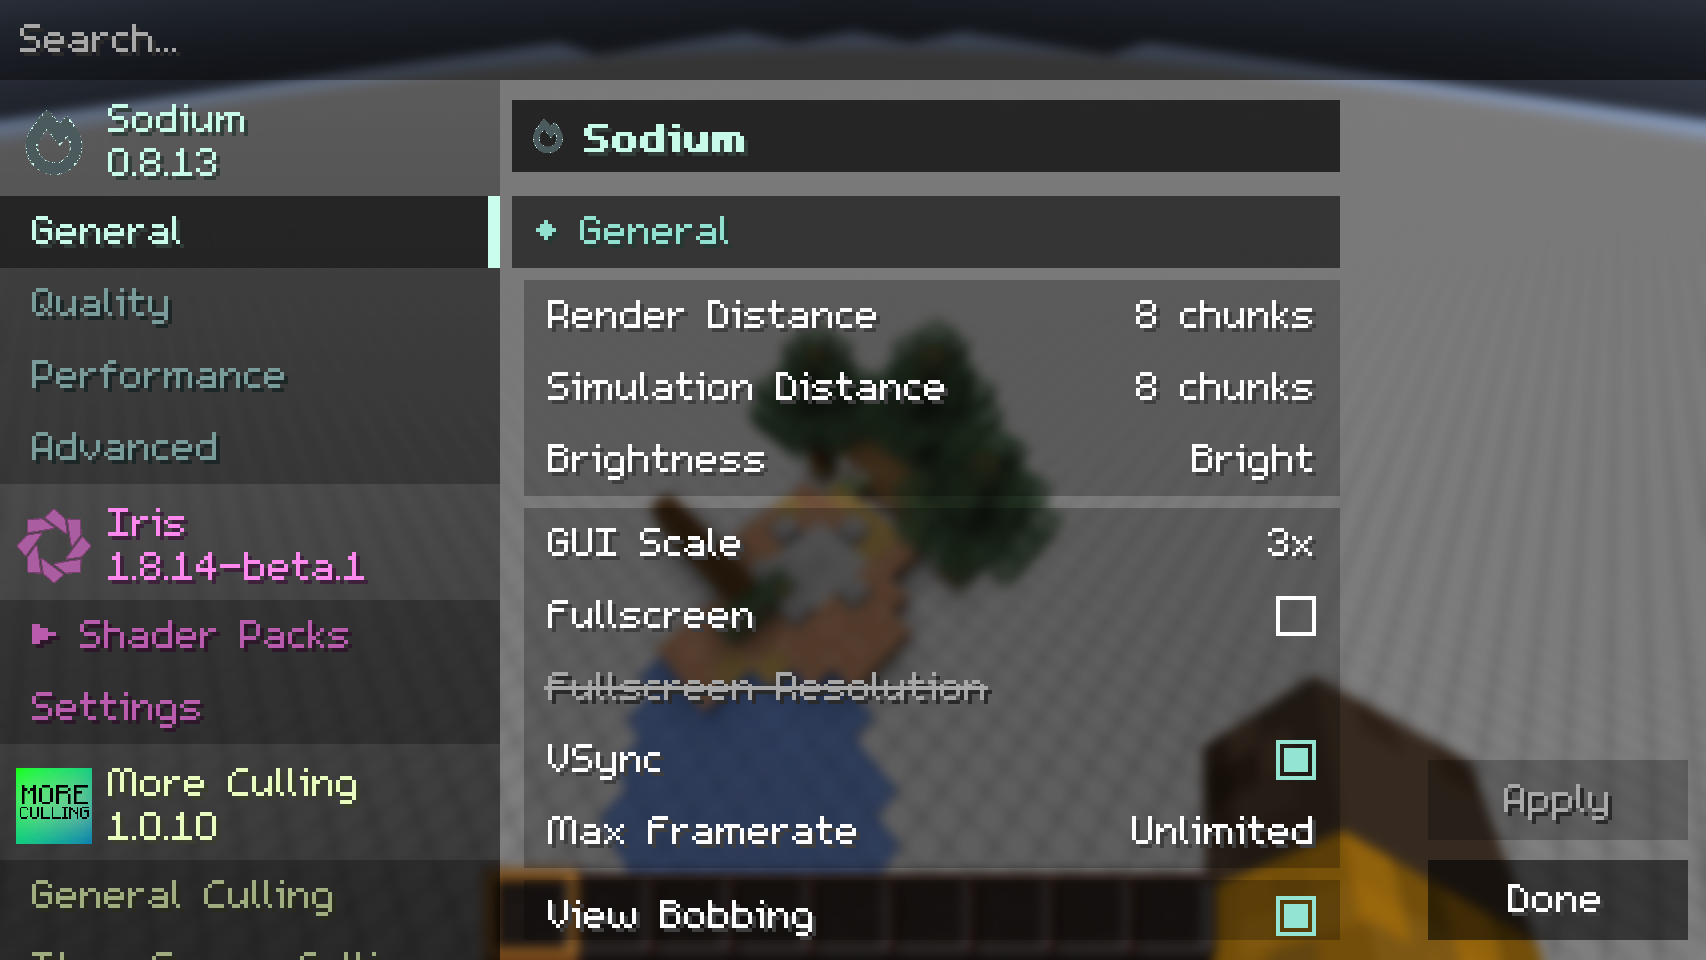 Search...
Sodium
0.8.13
General
Quality
Performance
Advanced
Iris
1.8.14-beta.1
Shader Packs
Settings
MORE
CULLING
More Culling
1.0.10
General Culling
Sodium
General
Render Distance 8 chunks
Simulation Distance 8 chunks
Brightness Bright
GUI Scale 3x
Fullscreen
Fullscreen Resolution
VSync
Max Framerate Unlimited
View Bobbing
Apply
Done